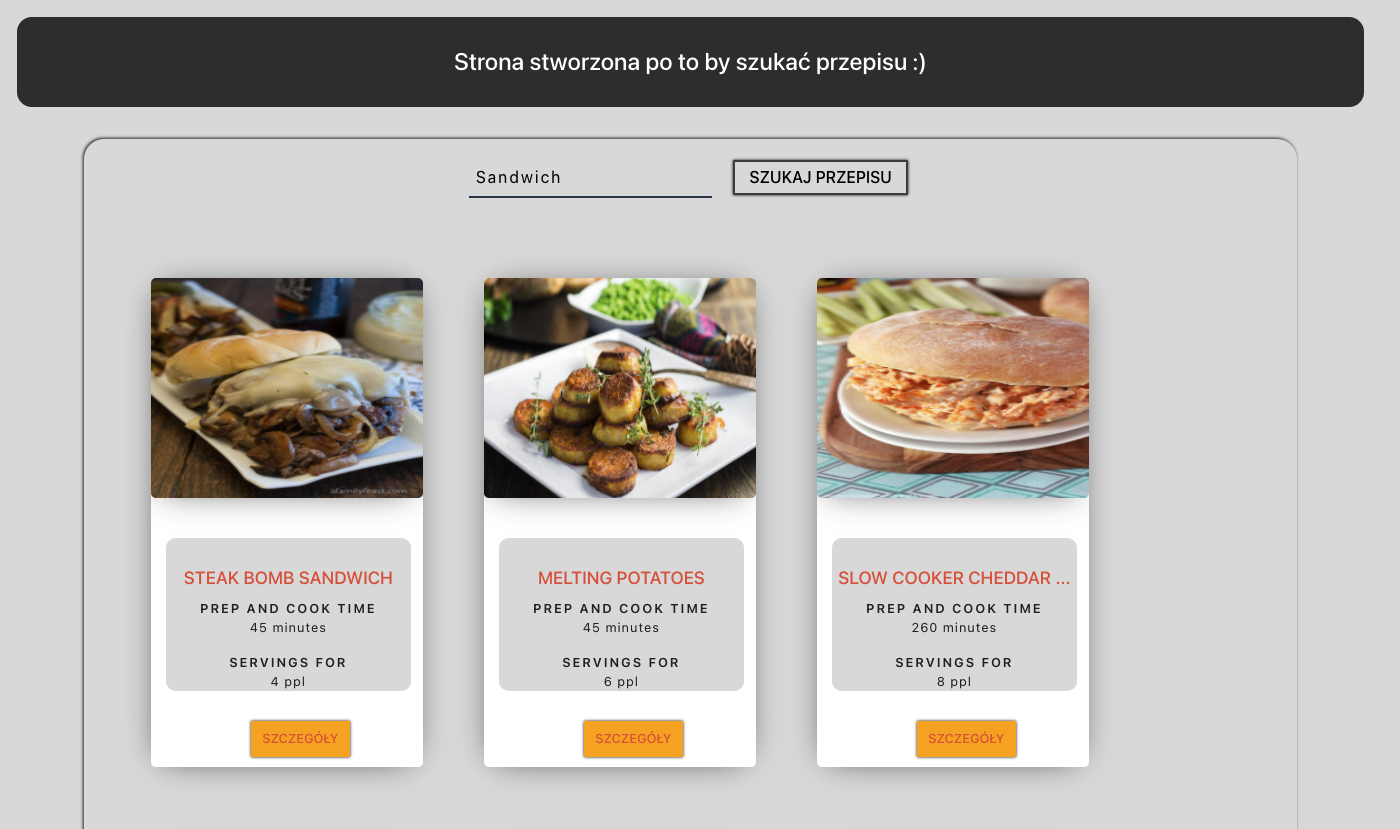 Strona stworzona po to by szukać przepisu :)
Sandwich
SZUKAJ PRZEPISU
afamilyfeast.com
STEAK BOMB SANDWICH
PREP AND COOK TIME
45 minutes
SERVINGS FOR
4 ppl
SZCZEGÓŁY
MELTING POTATOES
PREP AND COOK TIME
45 minutes
SERVINGS FOR
6 ppl
SZCZEGÓŁY
SLOW COOKER CHEDDAR ...
PREP AND COOK TIME
260 minutes
SERVINGS FOR
8 ppl
SZCZEGÓŁY